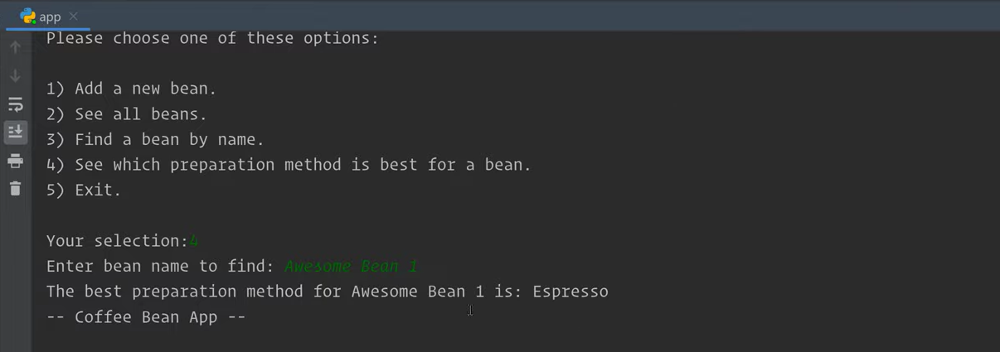 app
Please choose one of these options:
1) Add a new bean.
2) See all beans.
3) Find a bean by name.
4) See which preparation method is best for a bean.
5) Exit.
Your selection:4
Enter bean name to find: Awesome Bean 1
The best preparation method for Awesome Bean 1 is: Espresso
-- Coffee Bean App --